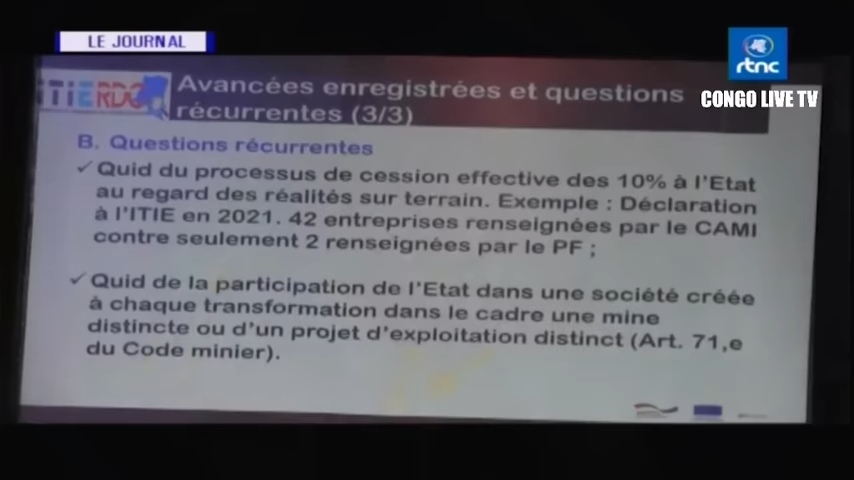 LE JOURNAL
rtnc
CONGO LIVE TV
ITIERDC
Avancées enregistrées et questions
récurrentes (3/3)
B. Questions récurrentes
✓ Quid du processus de cession effective des 10% à l'Etat
au regard des réalités sur terrain. Exemple : Déclaration
à l'ITIE en 2021. 42 entreprises renseignées par le CAMI
contre seulement 2 renseignées par le PF ;
✓ Quid de la participation de l'Etat dans une société créée
à chaque transformation dans le cadre une mine
distincte ou d'un projet d'exploitation distinct (Art. 71,e
du Code minier).